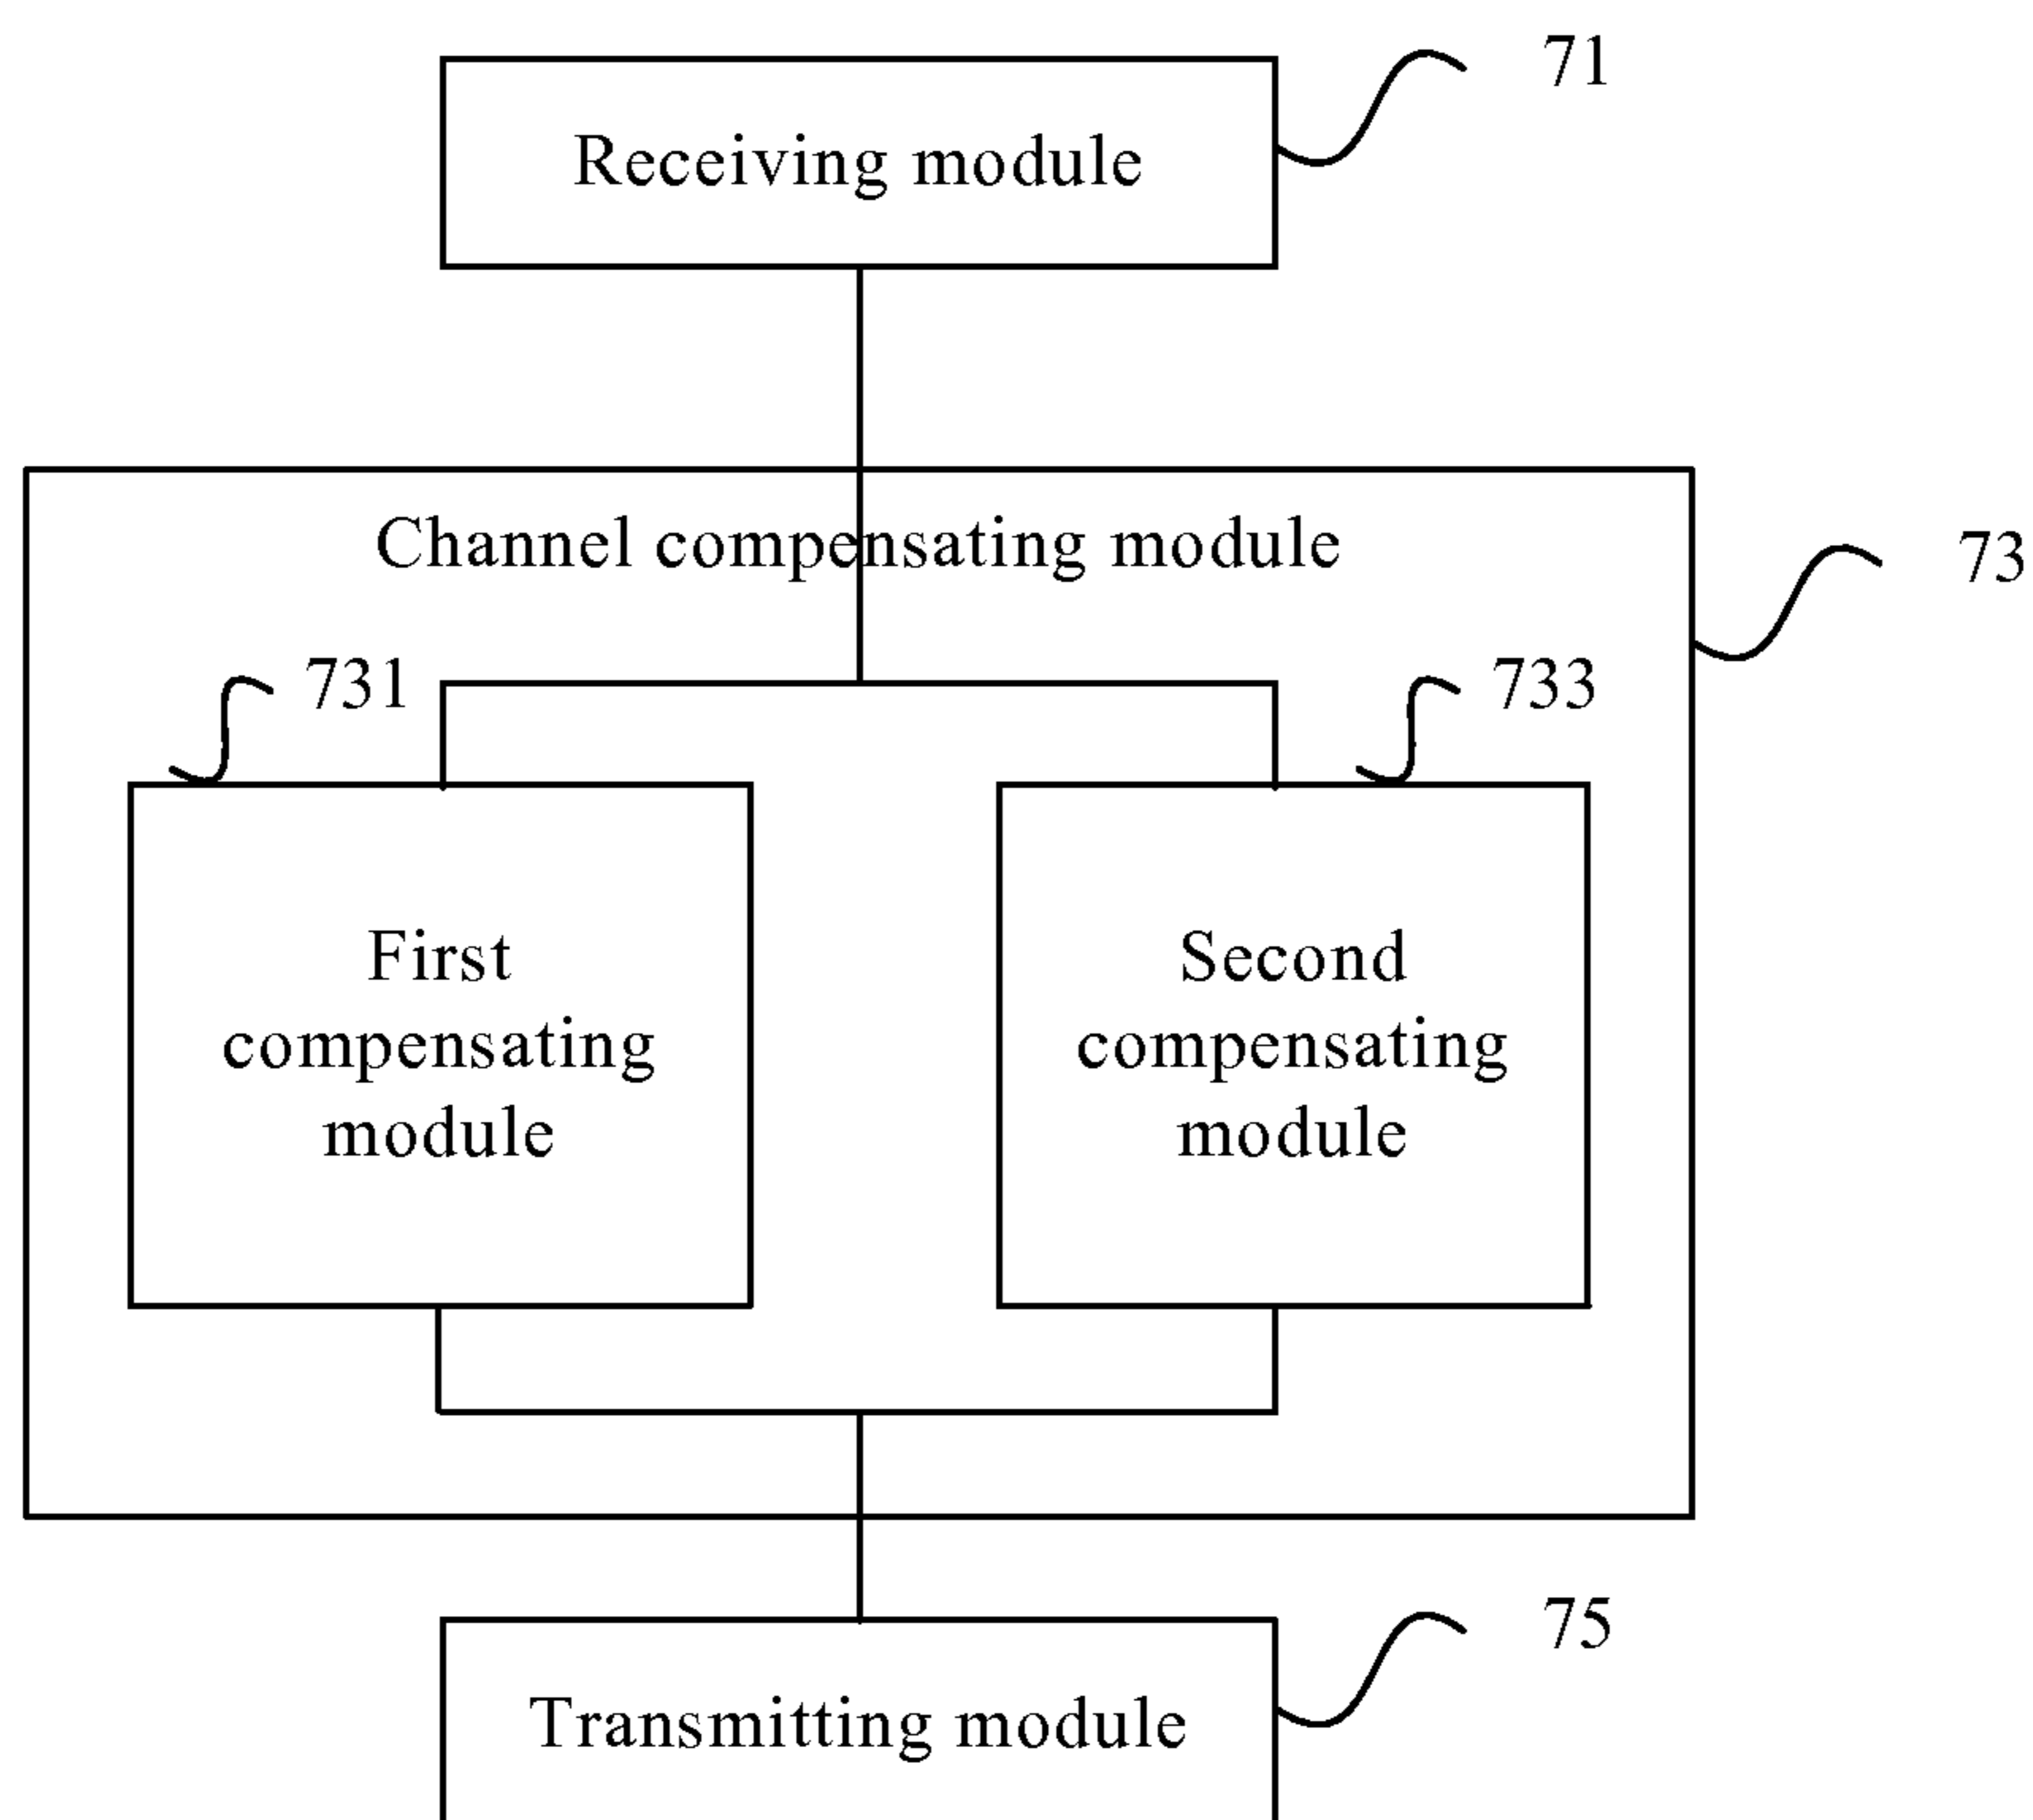 71
Receiving module
Channel compensating module
73
731
733
First
compensating
module
Second
compensating
module
75
Transmitting module